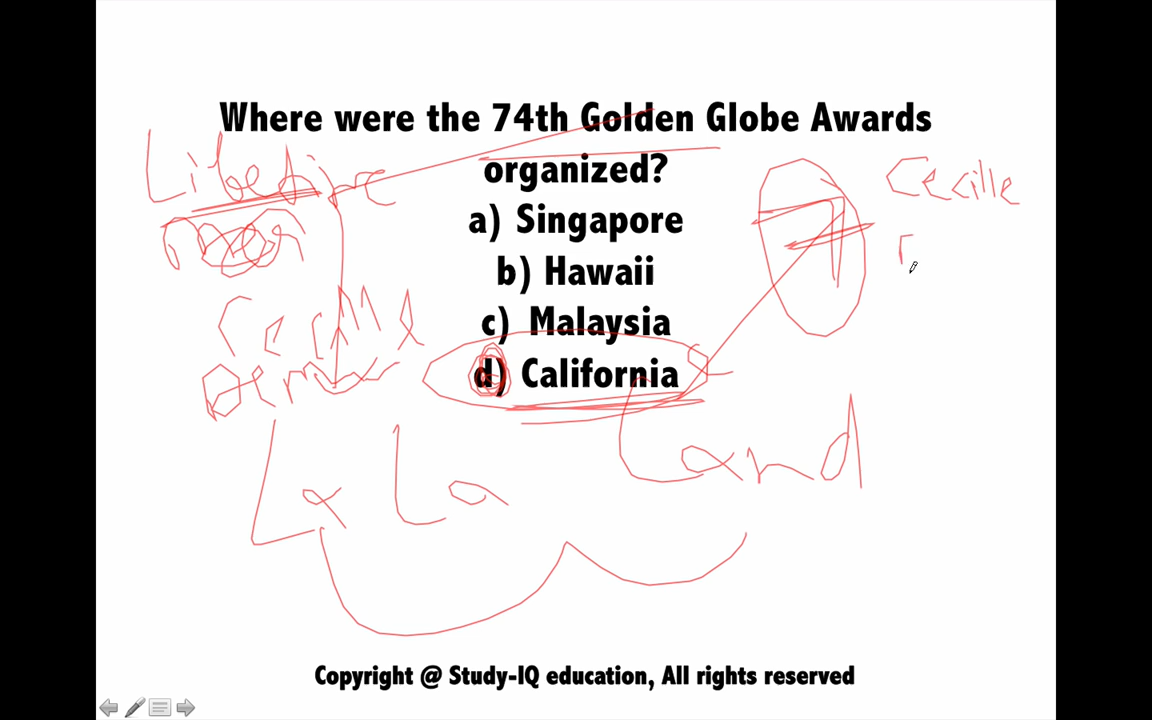 Where were the 74th Golden Globe Awards
organized?
a) Singapore
b) Hawaii
c) Malaysia
d) California
Cecille
La La Land
Copyright @ Study-IQ education, All rights reserved